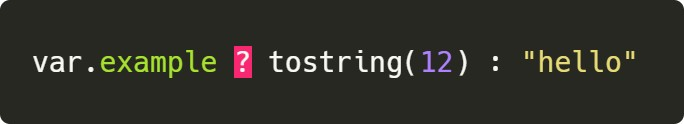 var.example ? tostring(12) : "hello"